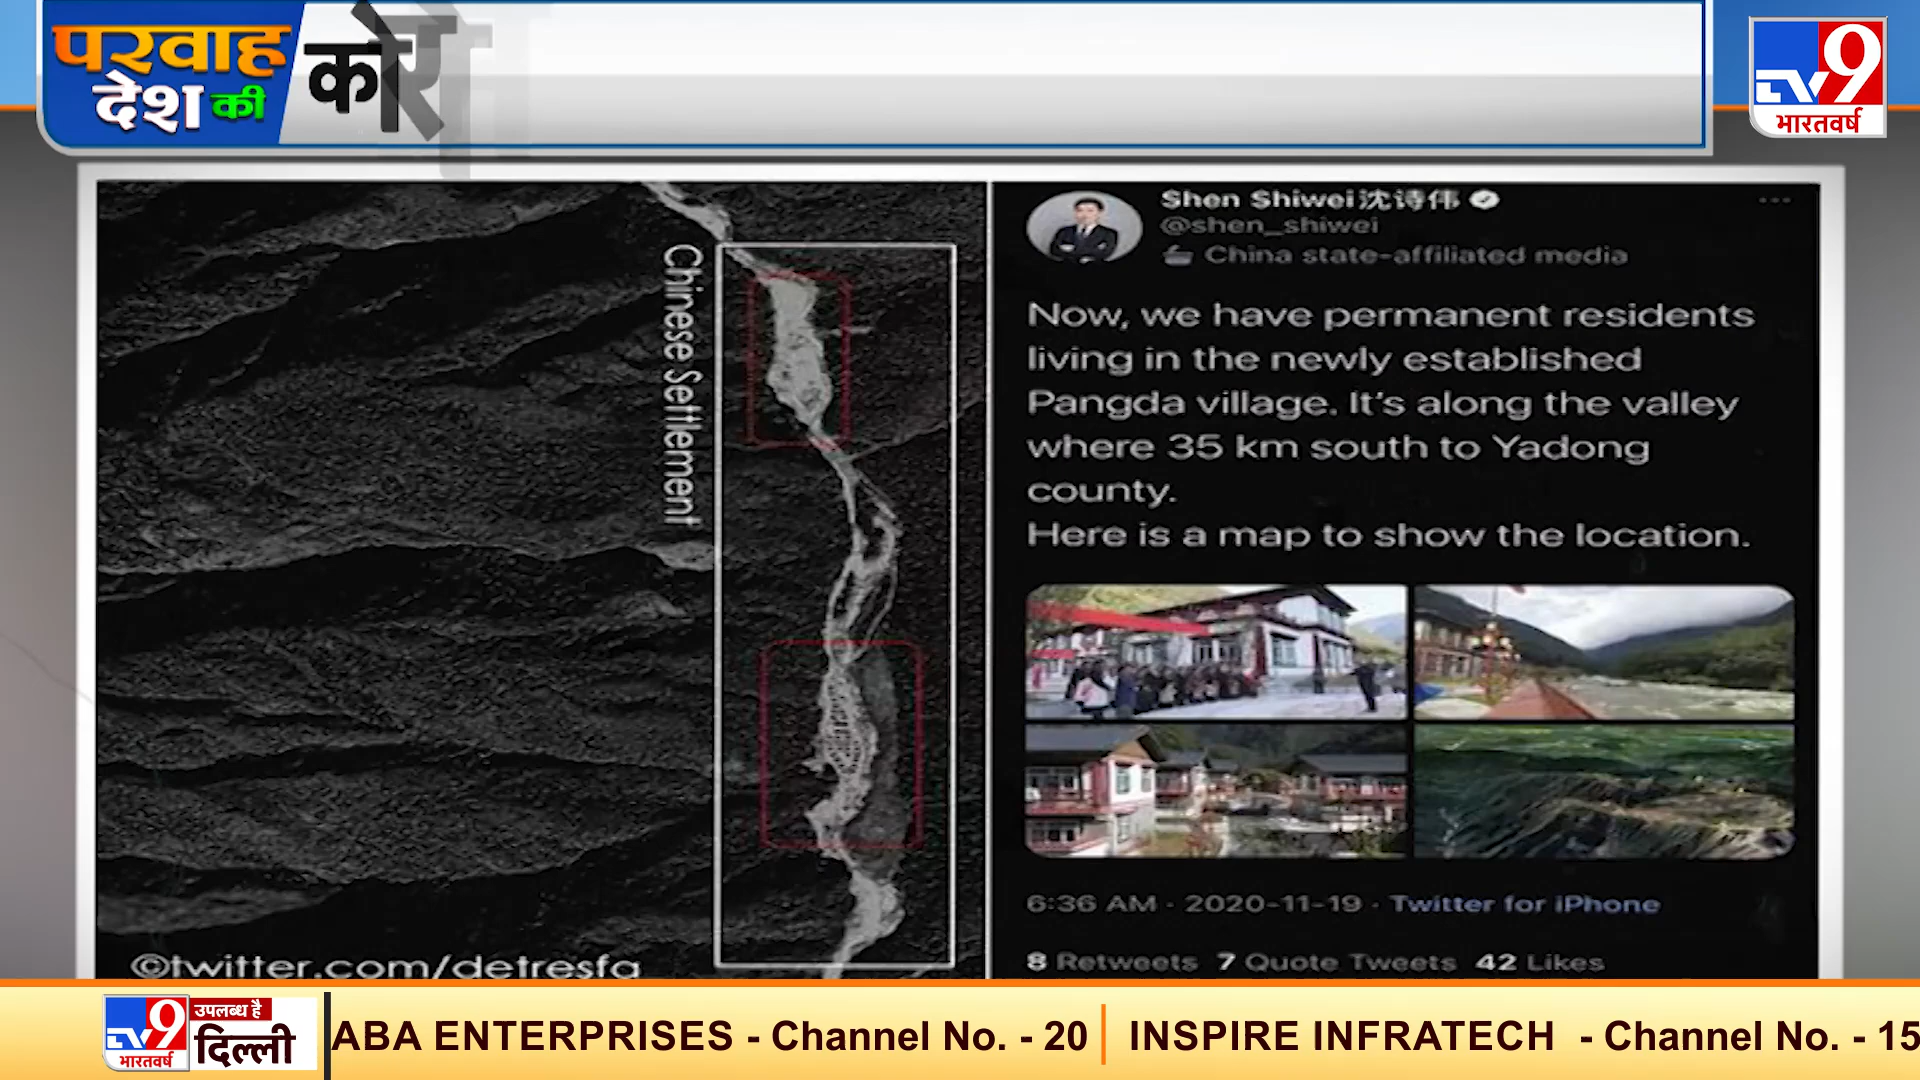 परवाह
देश की
TV9
भारतवर्ष
Chinese Settlement
©twitter.com/detresfa
Shen Shiwei沈诗伟
@shen_shiwei
China state-affiliated media
Now, we have permanent residents
living in the newly established
Pangda village. It's along the valley
where 35 km south to Yadong
county.
Here is a map to show the location.
6:36 AM · 2020-11-19 · Twitter for iPhone
8 Retweets 7 Quote Tweets 42 Likes
TV9
भारतवर्ष
उपलब्ध है
दिल्ली
ABA ENTERPRISES - Channel No. - 20
INSPIRE INFRATECH - Channel No. - 15